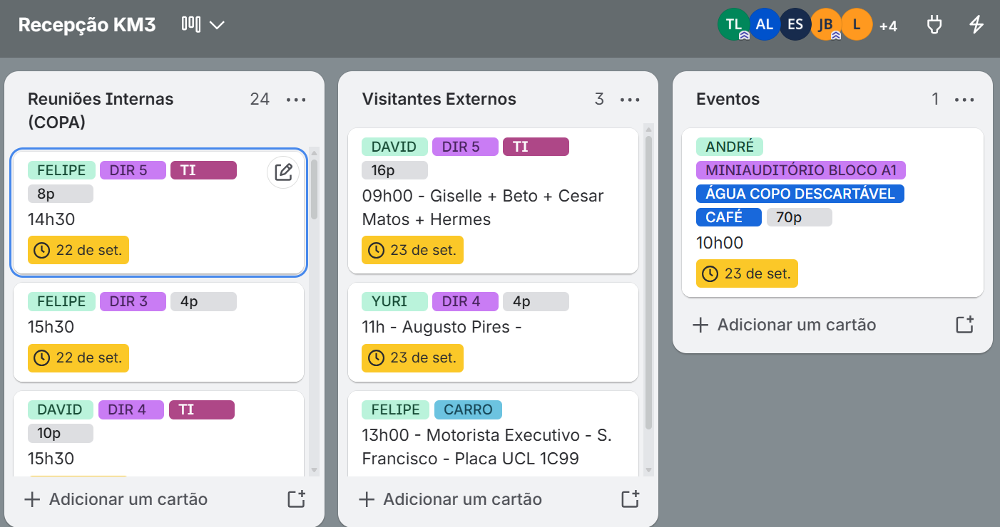 Recepção KM3
TL AL ES JB L +4
Reuniões Internas
(COPA)
24
FELIPE DIR 5 TI
8p
14h30
22 de set.
FELIPE DIR 3 4p
15h30
22 de set.
DAVID DIR 4 TI
10p
15h30
Adicionar um cartão
Visitantes Externos
3
DAVID DIR 5 TI
16p
09h00 - Giselle + Beto + Cesar
Matos + Hermes
23 de set.
YURI DIR 4 4p
11h - Augusto Pires -
23 de set.
FELIPE CARRO
13h00 - Motorista Executivo - S.
Francisco - Placa UCL 1C99
Adicionar um cartão
Eventos
1
ANDRÉ
MINIAUDITÓRIO BLOCO A1
ÁGUA COPO DESCARTÁVEL
CAFÉ 70p
10h00
23 de set.
Adicionar um cartão